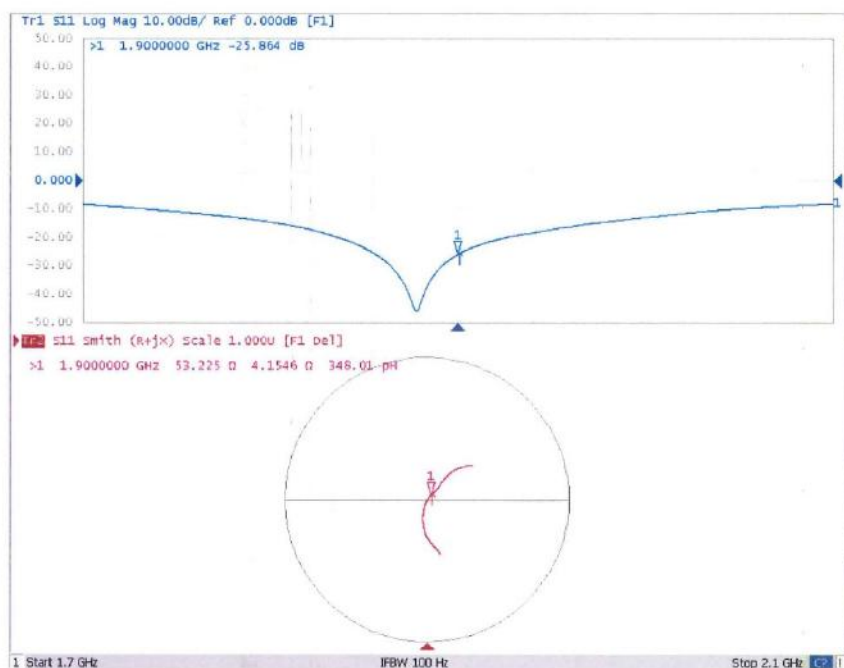 Tr1 S11 Log Mag 10.00dB/ Ref 0.000dB [F1]
50.00
>1 1.9000000 GHz -25.864 dB
40.00
30.00
20.00
10.00
0.000
-10.00
1
-20.00
1
-30.00
-40.00
-50.00
Tr2 S11 Smith (R+jX) Scale 1.000U [F1 Del]
>1 1.9000000 GHz 53.225 Ω 4.1546 Ω 348.01 pH
1
1 Start 1.7 GHz IFBW 100 Hz Stop 2.1 GHz C?